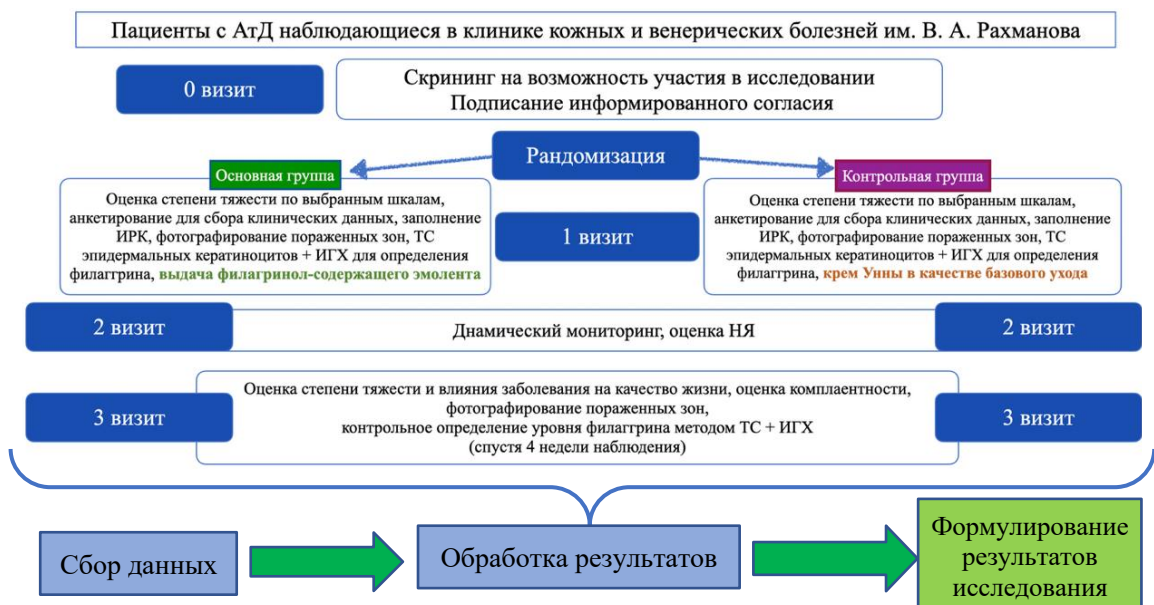 Пациенты с АтД наблюдающиеся в клинике кожных и венерических болезней им. В. А. Рахманова
0 визит
Скрининг на возможность участия в исследовании
Подписание информированного согласия
Рандомизация
Основная группа
Оценка степени тяжести по выбранным шкалам,
анкетирование для сбора клинических данных, заполнение
ИРК, фотографирование пораженных зон, ТС
эпидермальных кератиноцитов + ИГХ для определения
филаггрина, выдача филагринол-содержащего эмолента
1 визит
Контрольная группа
Оценка степени тяжести по выбранным шкалам,
анкетирование для сбора клинических данных, заполнение
ИРК, фотографирование пораженных зон, ТС
эпидермальных кератиноцитов + ИГХ для определения
филаггрина, крем Унны в качестве базового ухода
2 визит
Днамический мониторинг, оценка НЯ
2 визит
3 визит
Оценка степени тяжести и влияния заболевания на качество жизни, оценка комплаентности,
фотографирование пораженных зон,
контрольное определение уровня филаггрина методом ТС + ИГХ
(спустя 4 недели наблюдения)
3 визит
Сбор данных
Обработка результатов
Формулирование
результатов
исследования